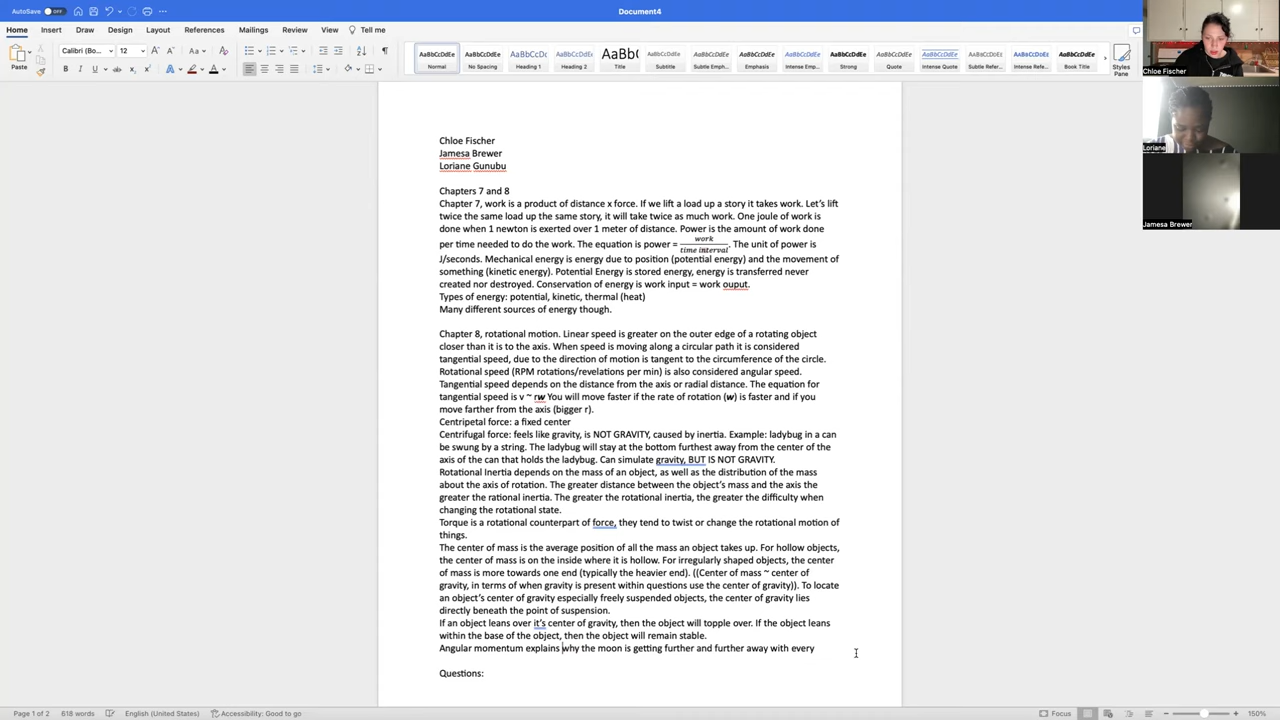 AutoSave OFF
Document4
Home Insert Draw Design Layout References Mailings Review View Tell me
Paste
Calibri (Bo... 12
AaBbCcDdEe Normal
AaBbCcDdEe No Spacing
AaBbCcDc Heading 1
AaBbCcDdEe Heading 2
AaBb( Title
AaBbCcDdEe Subtitle
AaBbCcDdEe Subtle Emph...
AaBbCcDdEe Emphasis
AaBbCcDdEe Intense Emp...
AaBbCcDdEe Strong
AaBbCcDdEe Quote
AaBbCcDdEe Intense Quote
AaBbCcDdEe Subtle Refer...
AaBbCcDdEe Intense Refe...
AaBbCcDdEe Book Title
Styles
Pane
Chloe Fischer
Loriane
Jamesa Brewer
Chloe Fischer
Jamesa Brewer
Loriane Gunubu
Chapters 7 and 8
Chapter 7, work is a product of distance x force. If we lift a load up a story it takes work. Let's lift
twice the same load up the same story, it will take twice as much work. One joule of work is
done when 1 newton is exerted over 1 meter of distance. Power is the amount of work done
per time needed to do the work. The equation is power = work / time interval. The unit of power is
J/seconds. Mechanical energy is energy due to position (potential energy) and the movement of
something (kinetic energy). Potential Energy is stored energy, energy is transferred never
created nor destroyed. Conservation of energy is work input = work ouput.
Types of energy: potential, kinetic, thermal (heat)
Many different sources of energy though.
Chapter 8, rotational motion. Linear speed is greater on the outer edge of a rotating object
closer than it is to the axis. When speed is moving along a circular path it is considered
tangential speed, due to the direction of motion is tangent to the circumference of the circle.
Rotational speed (RPM rotations/revelations per min) is also considered angular speed.
Tangential speed depends on the distance from the axis or radial distance. The equation for
tangential speed is v ~ rw You will move faster if the rate of rotation (w) is faster and if you
move farther from the axis (bigger r).
Centripetal force: a fixed center
Centrifugal force: feels like gravity, is NOT GRAVITY, caused by inertia. Example: ladybug in a can
be swung by a string. The ladybug will stay at the bottom furthest away from the center of the
axis of the can that holds the ladybug. Can simulate gravity, BUT IS NOT GRAVITY.
Rotational Inertia depends on the mass of an object, as well as the distribution of the mass
about the axis of rotation. The greater distance between the object's mass and the axis the
greater the rational inertia. The greater the rotational inertia, the greater the difficulty when
changing the rotational state.
Torque is a rotational counterpart of force, they tend to twist or change the rotational motion of
things.
The center of mass is the average position of all the mass an object takes up. For hollow objects,
the center of mass is on the inside where it is hollow. For irregularly shaped objects, the center
of mass is more towards one end (typically the heavier end). ((Center of mass ~ center of
gravity, in terms of when gravity is present within questions use the center of gravity)). To locate
an object's center of gravity especially freely suspended objects, the center of gravity lies
directly beneath the point of suspension.
If an object leans over it's center of gravity, then the object will topple over. If the object leans
within the base of the object, then the object will remain stable.
Angular momentum explains why the moon is getting further and further away with every
Questions:
Page 1 of 2 618 words English (United States) Accessibility: Good to go Focus 150%